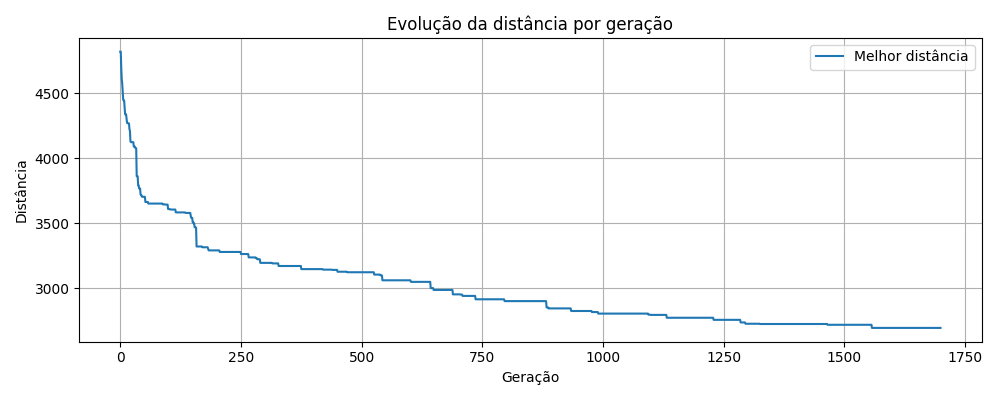 Evolução da distância por geração
Melhor distância
Distância
4500
4000
3500
3000
0 250 500 750 1000 1250 1500 1750
Geração